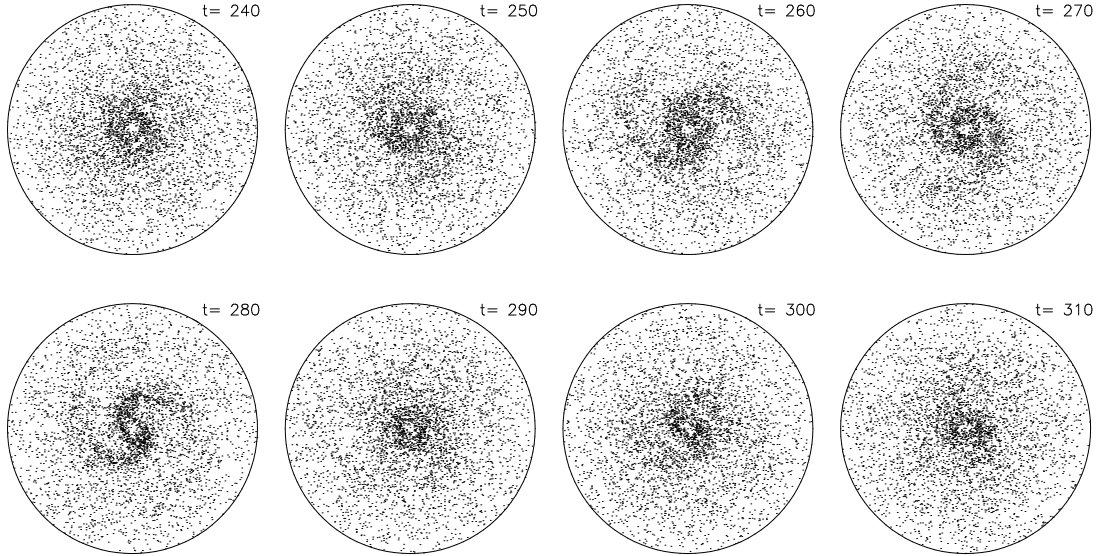 t= 240
t= 250
t= 260
t= 270
t= 280
t= 290
t= 300
t= 310